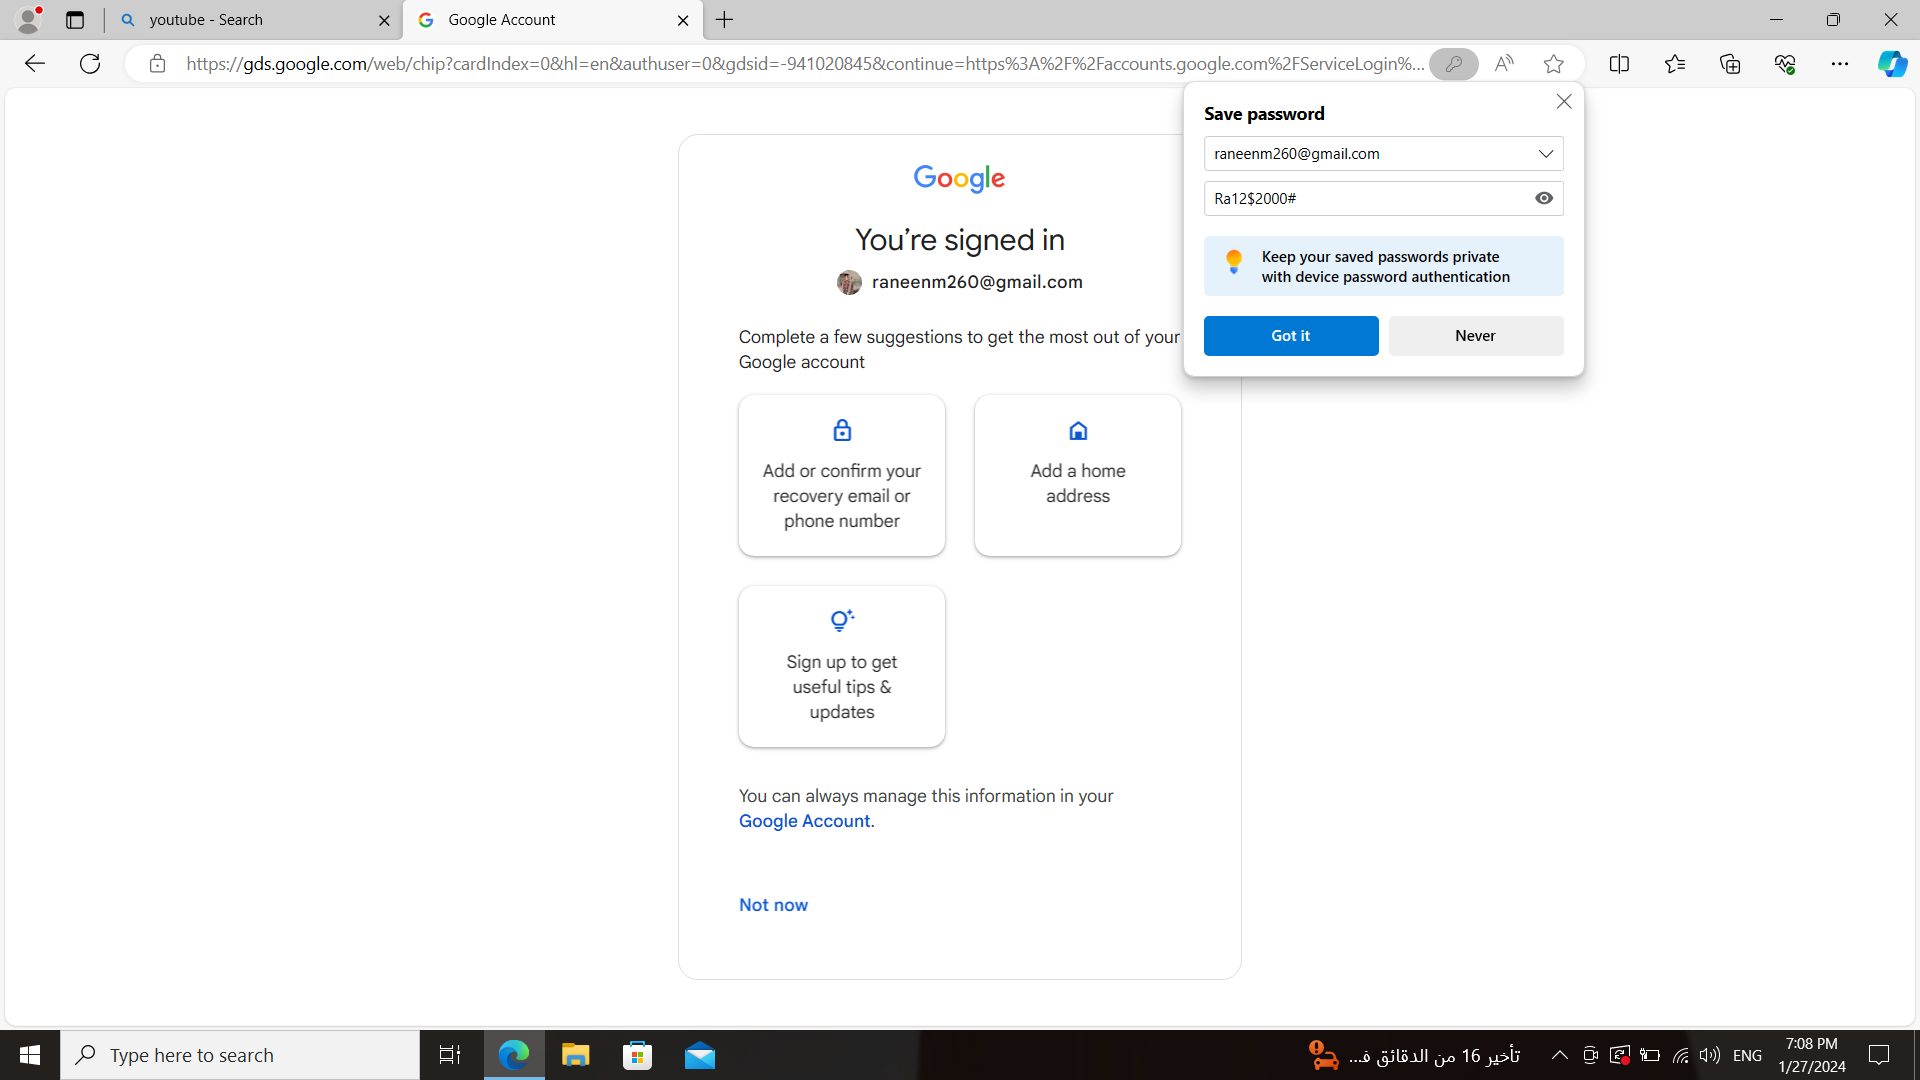 youtube - Search
Google Account
https://gds.google.com/web/chip?cardIndex=0&hl=en&authuser=0&gdsid=-941020845&continue=https%3A%2F%2Faccounts.google.com%2FServiceLogin%...
Save password
raneenm260@gmail.com
Ra12$2000#
Keep your saved passwords private
with device password authentication
Got it
Never
Google
You’re signed in
raneenm260@gmail.com
Complete a few suggestions to get the most out of your
Google account
Add or confirm your
recovery email or
phone number
Add a home
address
Sign up to get
useful tips &
updates
You can always manage this information in your
Google Account.
Not now
Type here to search
تأخير 16 من الدقائق ف...
ENG
7:08 PM
1/27/2024